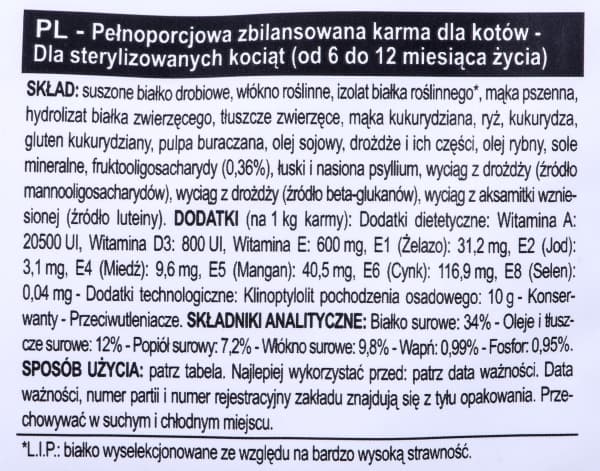 PL - Pełnoporcjowa zbilansowana karma dla kotów -
Dla sterylizowanych kociąt (od 6 do 12 miesiąca życia)
SKŁAD: suszone białko drobiowe, włókno roślinne, izolat białka roślinnego*, mąka pszenna,
hydrolizat białka zwierzęcego, tłuszcze zwierzęce, mąka kukurydziana, ryż, kukurydza,
gluten kukurydziany, pulpa buraczana, olej sojowy, drożdże i ich części, olej rybny, sole
mineralne, fruktooligosacharydy (0,36%), łuski i nasiona psyllium, wyciąg z drożdży (źródło
mannooligosacharydów), wyciąg z drożdży (źródło beta-glukanów), wyciąg z aksamitki wznie-
sionej (źródło luteiny). DODATKI (na 1 kg karmy): Dodatki dietetyczne: Witamina A:
20500 UI, Witamina D3: 800 UI, Witamina E: 600 mg, E1 (Żelazo): 31,2 mg, E2 (Jod):
3,1 mg, E4 (Miedź): 9,6 mg, E5 (Mangan): 40,5 mg, E6 (Cynk): 116,9 mg, E8 (Selen):
0,04 mg - Dodatki technologiczne: Klinoptylolit pochodzenia osadowego: 10 g - Konser-
wanty - Przeciwutleniacze. SKŁADNIKI ANALITYCZNE: Białko surowe: 34% - Oleje i tłusz-
cze surowe: 12% - Popiół surowy: 7,2% - Włókno surowe: 9,8% - Wapń: 0,99% - Fosfor: 0,95%.
SPOSÓB UŻYCIA: patrz tabela. Najlepiej wykorzystać przed: patrz data ważności. Data
ważności, numer partii i numer rejestracyjny zakładu znajdują się z tyłu opakowania. Prze-
chowywać w suchym i chłodnym miejscu.
*L.I.P.: białko wyselekcjonowane ze względu na bardzo wysoką strawność.